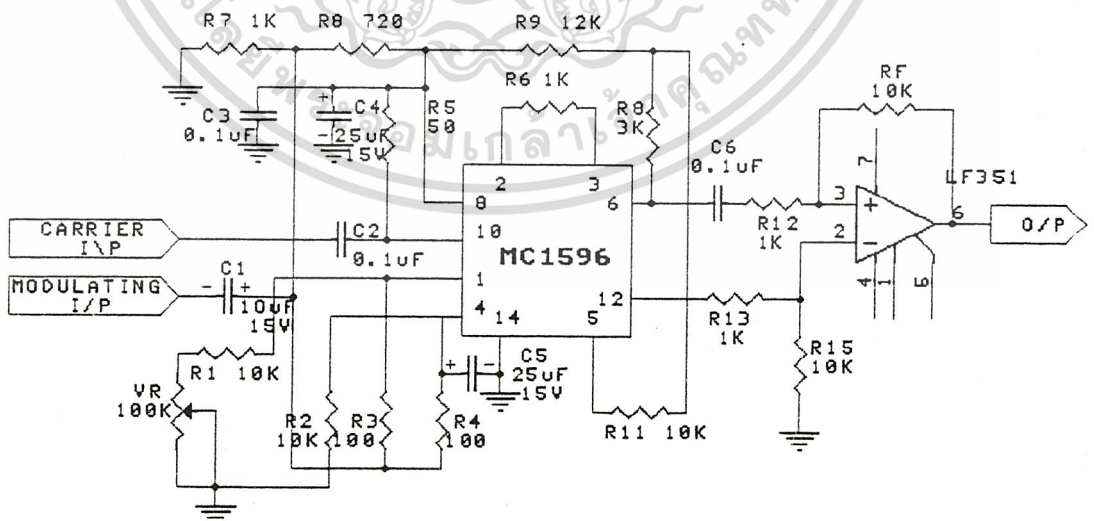 R7 1K
R8 720
R9 12K
R6 1K
RF
10K
C3
0.1uF
C4
25uF
15V
R5
50
R8
3K
C6
0.1uF
2
3
7
LF351
8
6
3
+
R12
1K
2
-
6
O/P
CARRIER
I\P
C2
0.1uF
10
MC1596
MODULATING
I/P
C1
10uF
15V
1
4
14
12
5
R13
1K
4
1
5
C5
25uF
15V
R15
10K
R1 10K
VR
100K
R2
10K
R3
100
R4
100
R11 10K